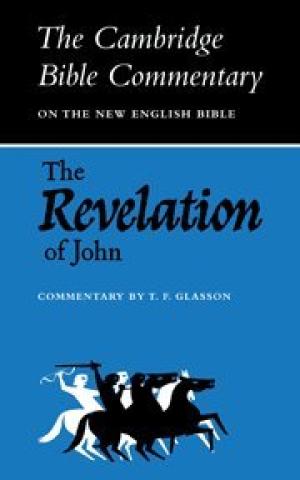 The Cambridge
Bible Commentary
ON THE NEW ENGLISH BIBLE
The
Revelation
of John
COMMENTARY BY T. F. GLASSON